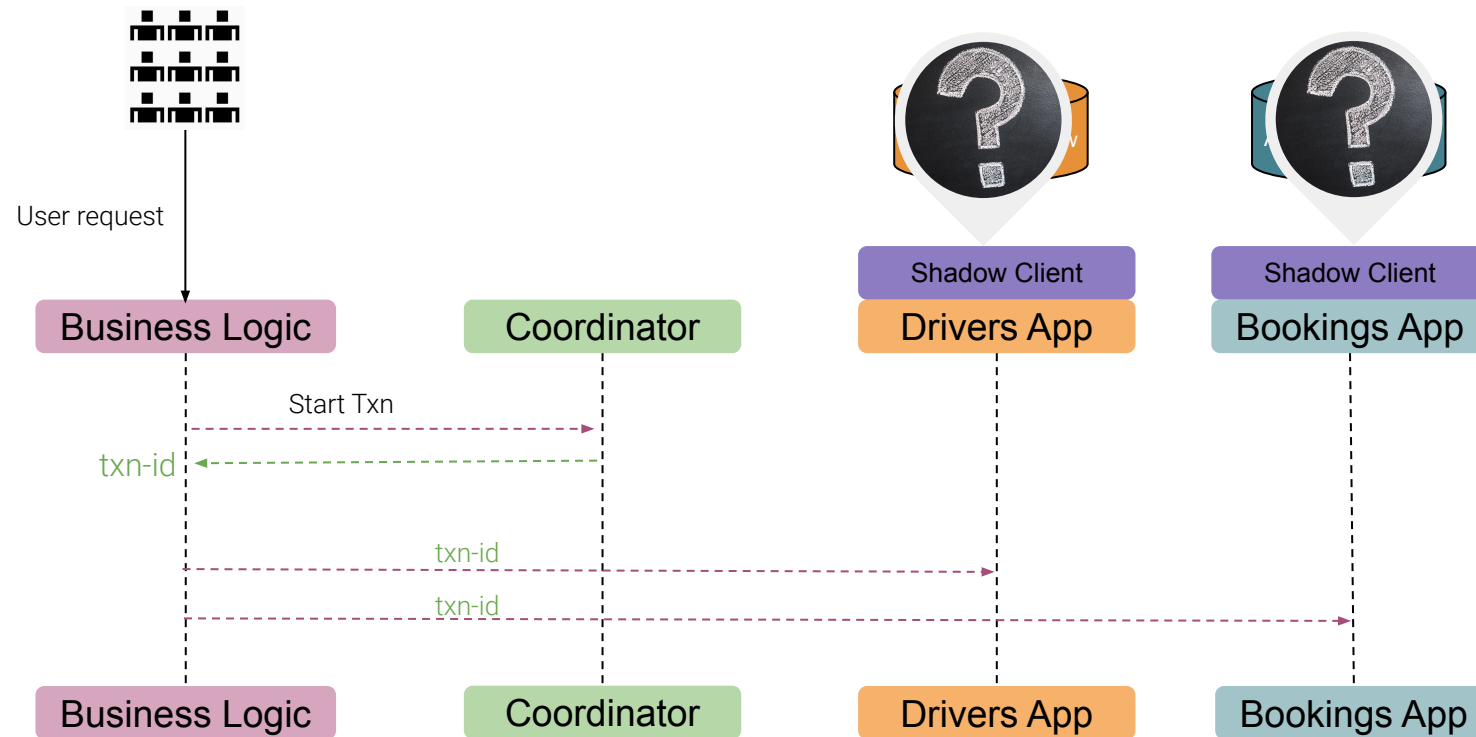 User request
Shadow Client
Shadow Client
Business Logic
Coordinator
Drivers App
Bookings App
Start Txn
txn-id
txn-id
txn-id
Business Logic
Coordinator
Drivers App
Bookings App